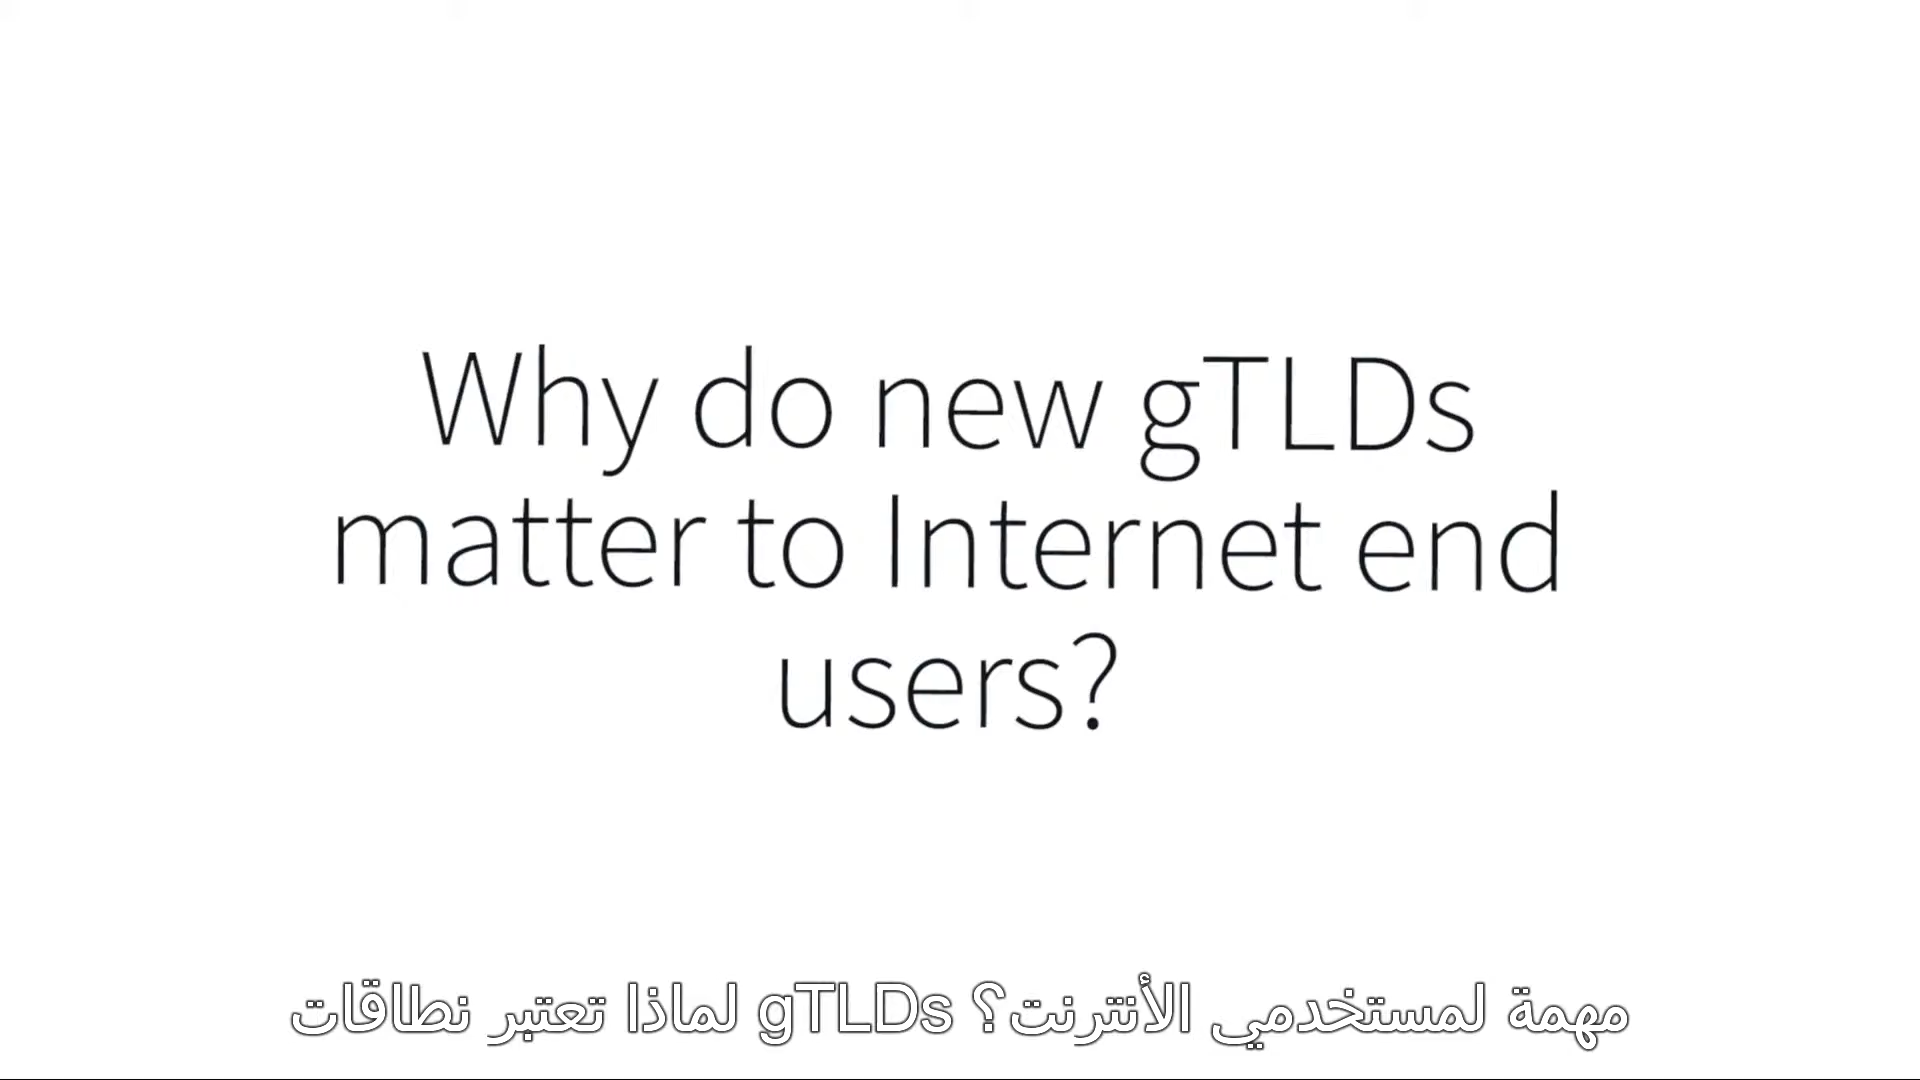 Why do new gTLDs
matter to Internet end
users?
لماذا تعتبر نطاقات gTLDs مهمة لمستخدمي الأنترنت؟